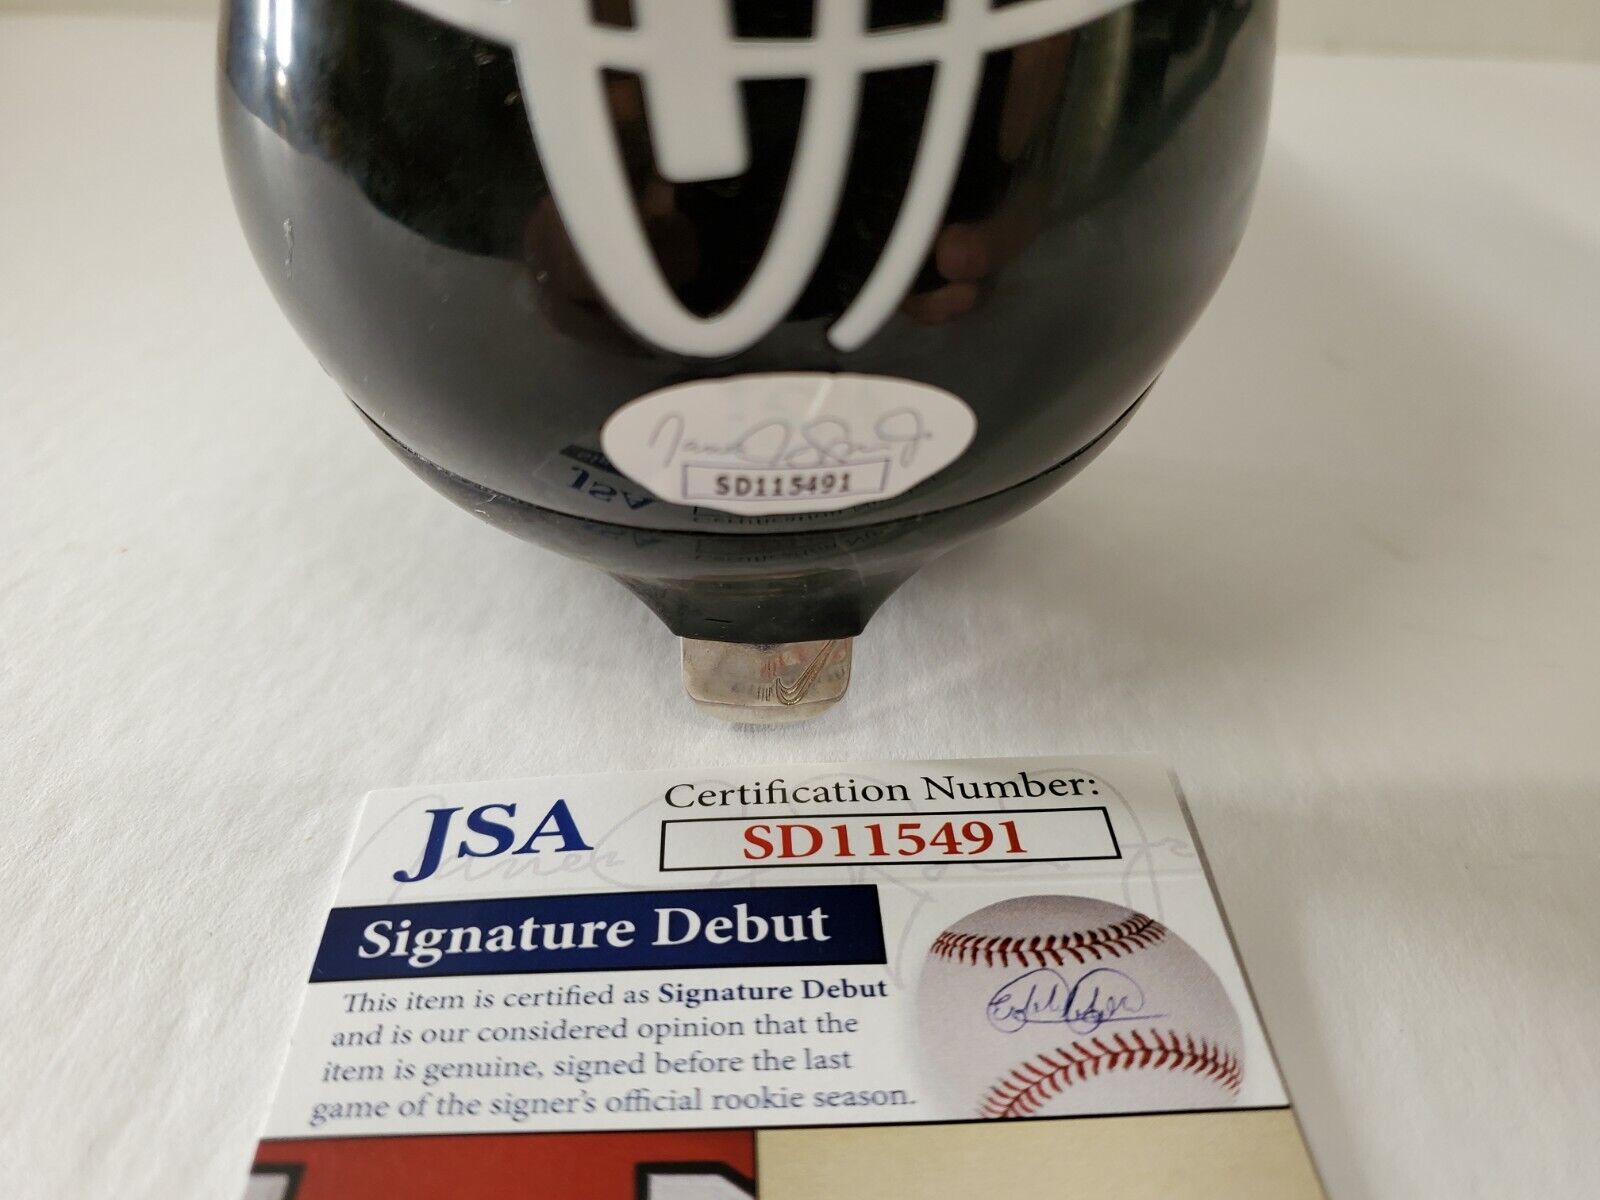 SD115491
JSA
Certification Number:
SD115491
Signature Debut
This item is certified as Signature Debut
and is our considered opinion that the
item is genuine, signed before the last
game of the signer's official rookie season.